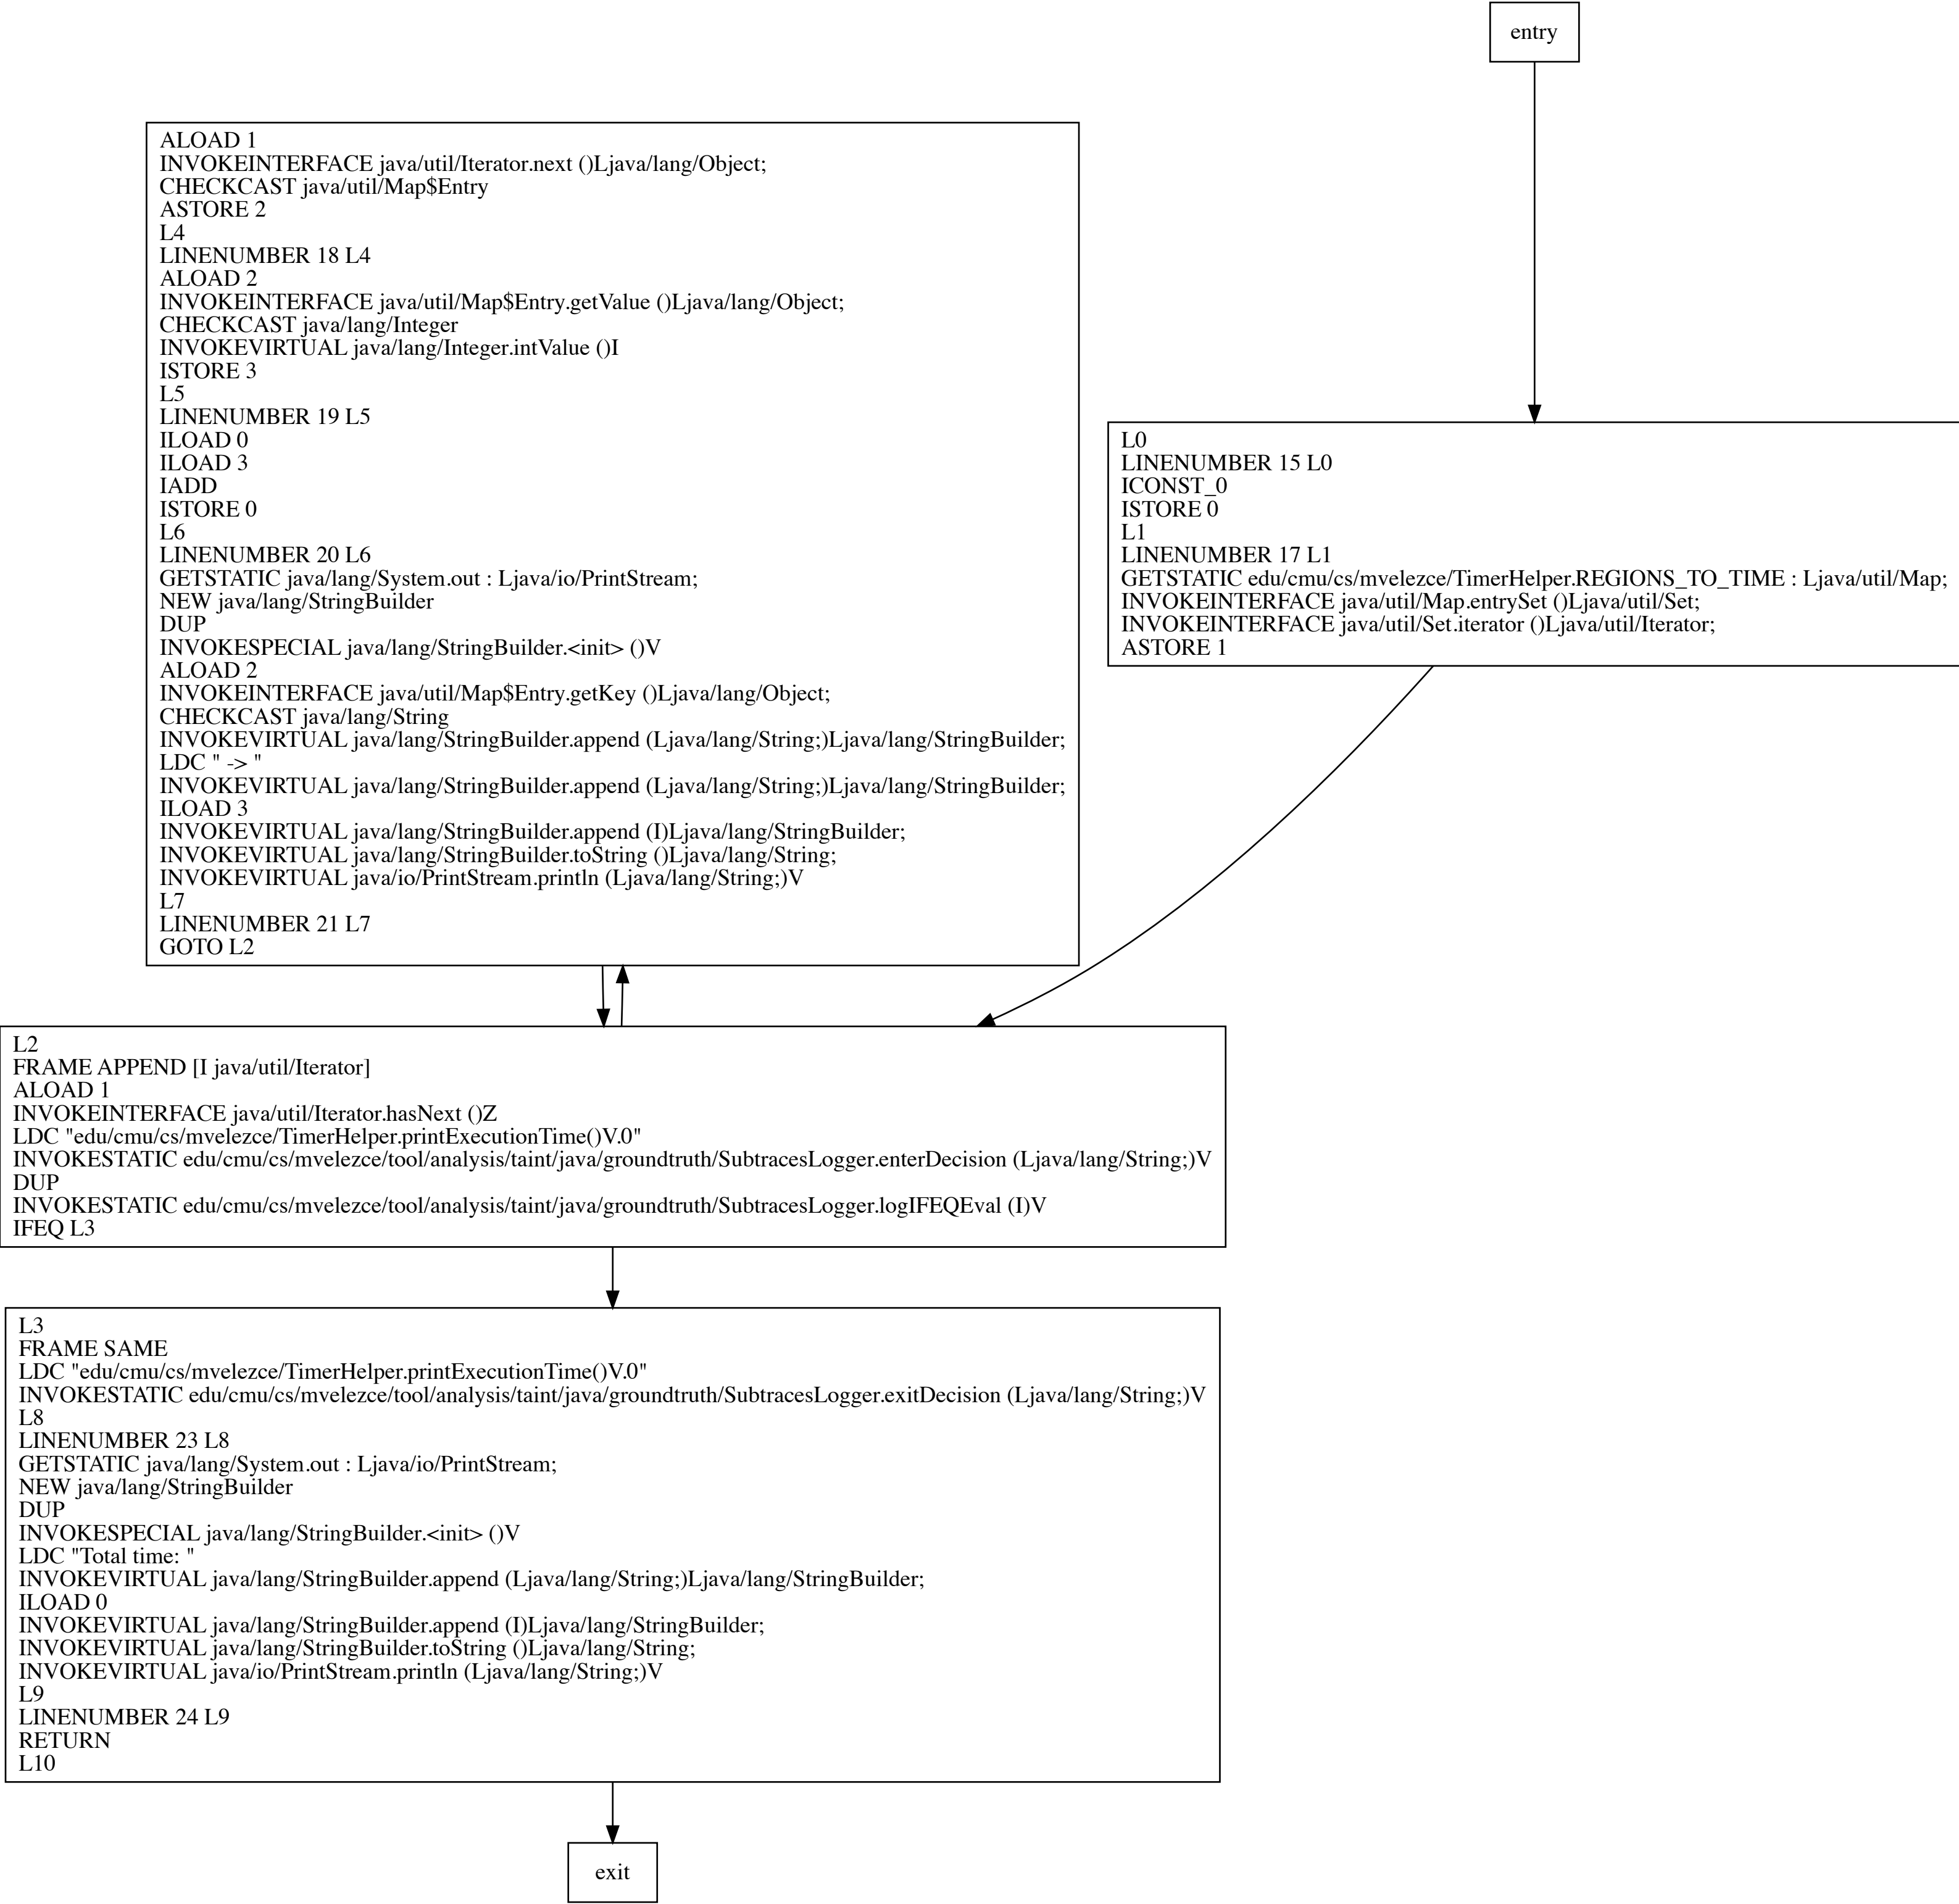 entry
ALOAD 1
INVOKEINTERFACE java/util/Iterator.next ()Ljava/lang/Object;
CHECKCAST java/util/Map$Entry
ASTORE 2
L4
LINENUMBER 18 L4
ALOAD 2
INVOKEINTERFACE java/util/Map$Entry.getValue ()Ljava/lang/Object;
CHECKCAST java/lang/Integer
INVOKEVIRTUAL java/lang/Integer.intValue ()I
ISTORE 3
L5
LINENUMBER 19 L5
ILOAD 0
ILOAD 3
IADD
ISTORE 0
L6
LINENUMBER 20 L6
GETSTATIC java/lang/System.out : Ljava/io/PrintStream;
NEW java/lang/StringBuilder
DUP
INVOKESPECIAL java/lang/StringBuilder.<init> ()V
ALOAD 2
INVOKEINTERFACE java/util/Map$Entry.getKey ()Ljava/lang/Object;
CHECKCAST java/lang/String
INVOKEVIRTUAL java/lang/StringBuilder.append (Ljava/lang/String;)Ljava/lang/StringBuilder;
LDC " -> "
INVOKEVIRTUAL java/lang/StringBuilder.append (Ljava/lang/String;)Ljava/lang/StringBuilder;
ILOAD 3
INVOKEVIRTUAL java/lang/StringBuilder.append (I)Ljava/lang/StringBuilder;
INVOKEVIRTUAL java/lang/StringBuilder.toString ()Ljava/lang/String;
INVOKEVIRTUAL java/io/PrintStream.println (Ljava/lang/String;)V
L7
LINENUMBER 21 L7
GOTO L2
L0
LINENUMBER 15 L0
ICONST_0
ISTORE 0
L1
LINENUMBER 17 L1
GETSTATIC edu/cmu/cs/mvelezce/TimerHelper.REGIONS_TO_TIME : Ljava/util/Map;
INVOKEINTERFACE java/util/Map.entrySet ()Ljava/util/Set;
INVOKEINTERFACE java/util/Set.iterator ()Ljava/util/Iterator;
ASTORE 1
L2
FRAME APPEND [I java/util/Iterator]
ALOAD 1
INVOKEINTERFACE java/util/Iterator.hasNext ()Z
LDC "edu/cmu/cs/mvelezce/TimerHelper.printExecutionTime()V.0"
INVOKESTATIC edu/cmu/cs/mvelezce/tool/analysis/taint/java/groundtruth/SubtracesLogger.enterDecision (Ljava/lang/String;)V
DUP
INVOKESTATIC edu/cmu/cs/mvelezce/tool/analysis/taint/java/groundtruth/SubtracesLogger.logIFEQEval (I)V
IFEQ L3
L3
FRAME SAME
LDC "edu/cmu/cs/mvelezce/TimerHelper.printExecutionTime()V.0"
INVOKESTATIC edu/cmu/cs/mvelezce/tool/analysis/taint/java/groundtruth/SubtracesLogger.exitDecision (Ljava/lang/String;)V
L8
LINENUMBER 23 L8
GETSTATIC java/lang/System.out : Ljava/io/PrintStream;
NEW java/lang/StringBuilder
DUP
INVOKESPECIAL java/lang/StringBuilder.<init> ()V
LDC "Total time: "
INVOKEVIRTUAL java/lang/StringBuilder.append (Ljava/lang/String;)Ljava/lang/StringBuilder;
ILOAD 0
INVOKEVIRTUAL java/lang/StringBuilder.append (I)Ljava/lang/StringBuilder;
INVOKEVIRTUAL java/lang/StringBuilder.toString ()Ljava/lang/String;
INVOKEVIRTUAL java/io/PrintStream.println (Ljava/lang/String;)V
L9
LINENUMBER 24 L9
RETURN
L10
exit